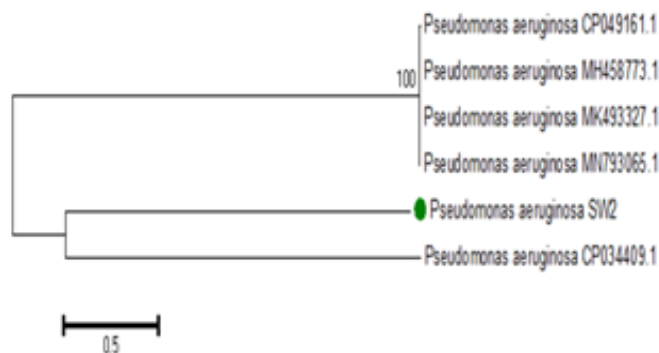 Pseudomonas aeruginosa CP049161.1
100
Pseudomonas aeruginosa MH458773.1
Pseudomonas aeruginosa MK493327.1
Pseudomonas aeruginosa MN793065.1
Pseudomonas aeruginosa SW2
Pseudomonas aeruginosa CP034409.1
0.5